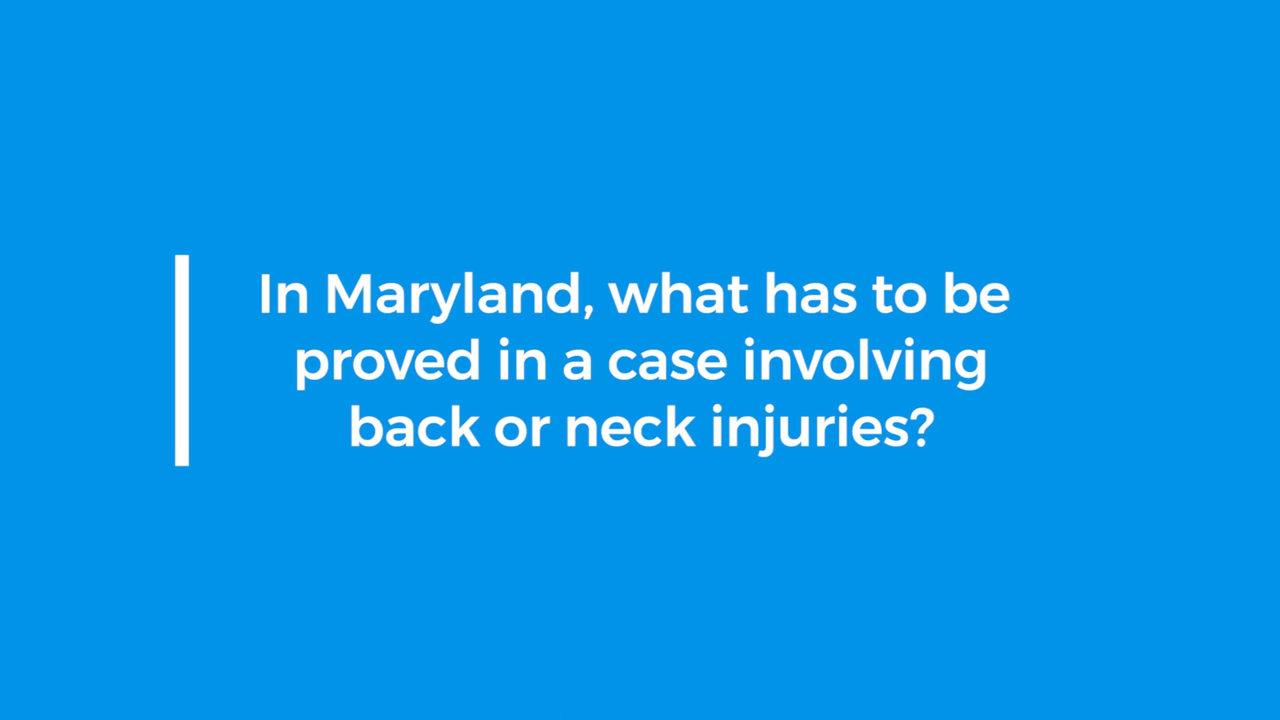 In Maryland, what has to be
proved in a case involving
back or neck injuries?